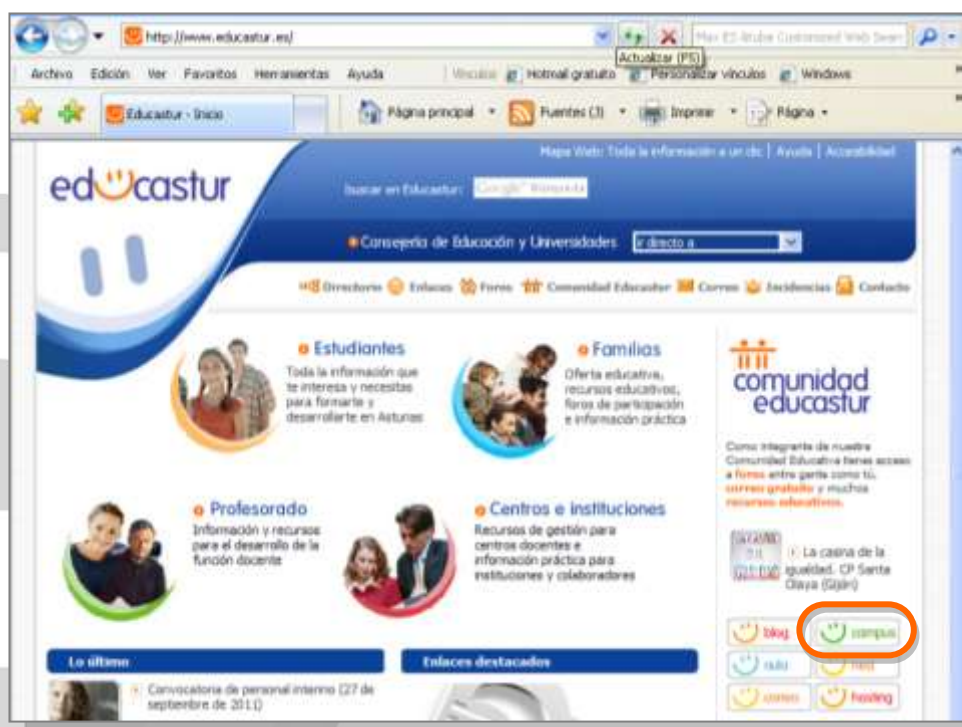 http://www.educastur.es/
Actualizar (F5)
Archivo Edición Ver Favoritos Herramientas Ayuda
Vínculos Hotmail gratuito Personalizar vínculos Windows
Educastur - Inicio
Página principal Fuentes (J) Imprimir Página
Mapa Web: Toda la información a un clic | Ayuda | Accesibilidad
educastur
buscar en Educastur: Google™ Búsqueda
Consejería de Educación y Universidades ir directo a
Directorio Enlaces Foros Comunidad Educastur Correo Incidencias Contacto
Estudiantes
Toda la información que
te interesa y necesitas
para formarte y
desarrollarte en Asturias
Familias
Oferta educativa,
recursos educativos,
foros de participación
e información práctica
Profesorado
Información y recursos
para el desarrollo de la
función docente
Centros e instituciones
Recursos de gestión para
centros docentes e
información práctica para
instituciones y colaboradores
comunidad
educastur
Como integrante de nuestra
Comunidad Educativa tienes acceso
a foros entre gente como tú,
correo gratuito y muchos
recursos educativos.
La casina de la
igualdad. CP Santa
Olaya (Gijón)
blog campus
aula red
correo hosting
Lo último
Convocatoria de personal interino (27 de
septiembre de 2011)
Enlaces destacados